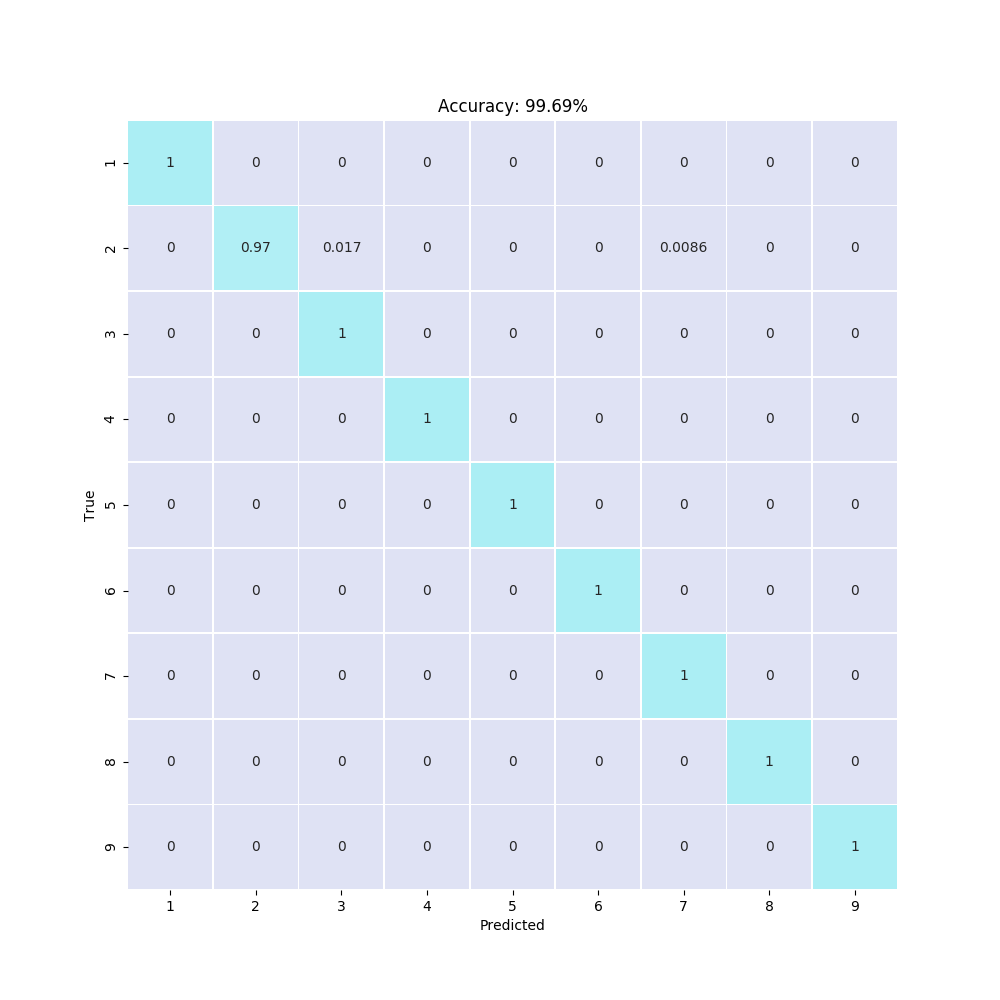 Accuracy: 99.69%
1 1 0 0 0 0 0 0 0 0
2 0 0.97 0.017 0 0 0 0.0086 0 0
3 0 0 1 0 0 0 0 0 0
4 0 0 0 1 0 0 0 0 0
True
5 0 0 0 0 1 0 0 0 0
6 0 0 0 0 0 1 0 0 0
7 0 0 0 0 0 0 1 0 0
8 0 0 0 0 0 0 0 1 0
9 0 0 0 0 0 0 0 0 1
1 2 3 4 5 6 7 8 9
Predicted